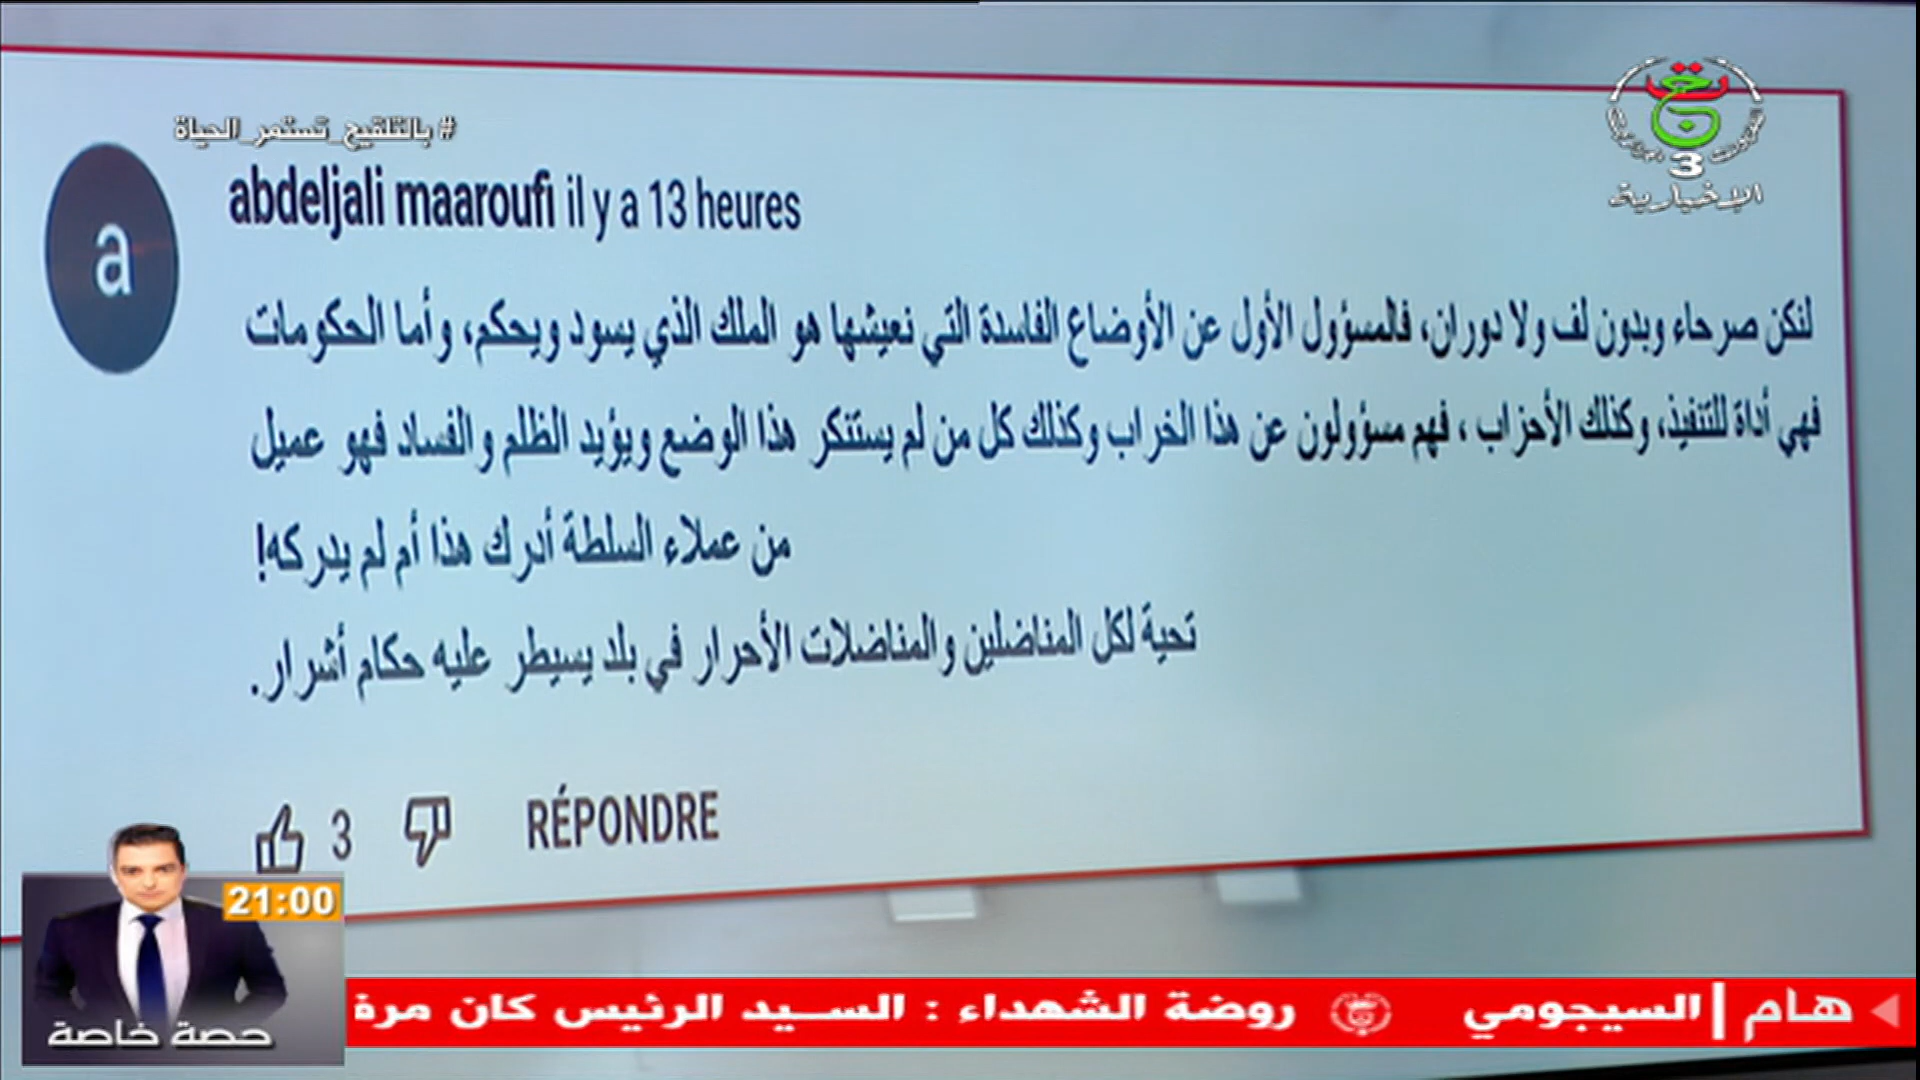 # بالتلقيح_تستمر_الحياة
3
الإخبارية
a
abdeljali maaroufi il y a 13 heures
لنكن صرحاء وبدون لف ولا دوران، فالمسؤول الأول عن الأوضاع الفاسدة التي نعيشها هو الملك الذي يسود ويحكم، وأما الحكومات
فهي أداة للتنفيذ، وكذلك الأحزاب ، فهم مسؤولون عن هذا الخراب وكذلك كل من لم يستنكر هذا الوضع ويؤيد الظلم والفساد فهو عميل
من عملاء السلطة أدرك هذا أم لم يدركه!
تحية لكل المناضلين والمناضلات الأحرار في بلد يسيطر عليه حكام أشرار.
3 RÉPONDRE
21:00
حصة خاصة
هام | السيجومي روضة الشهداء : السيد الرئيس كان مرة